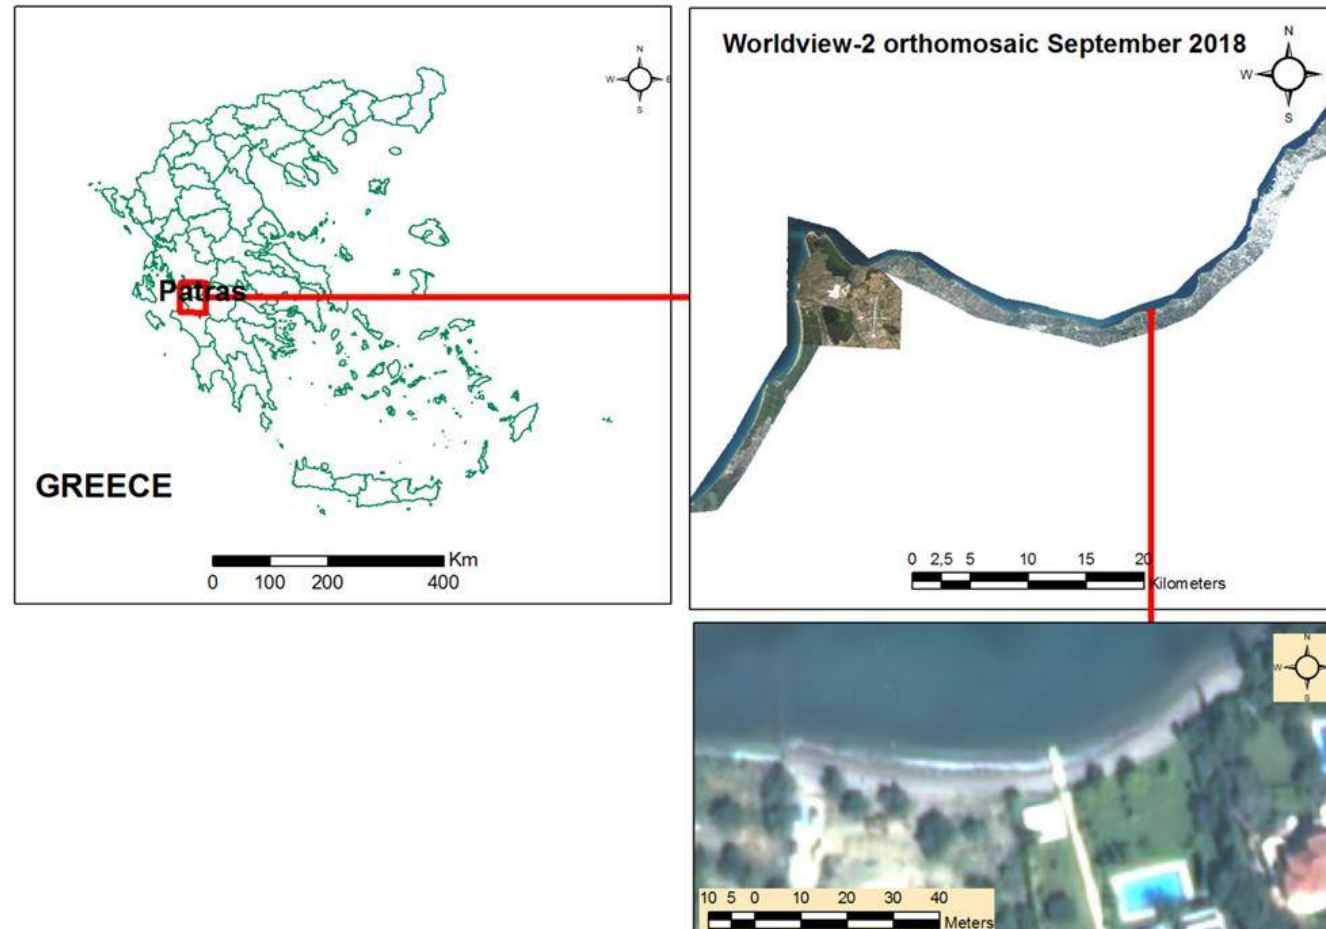 N
W E
S
Patras
GREECE
Km
0 100 200 400
Worldview-2 orthomosaic September 2018
N
W
S
0 2,5 5 10 15 20
Kilometers
N
W
S
10 5 0 10 20 30 40
Meters